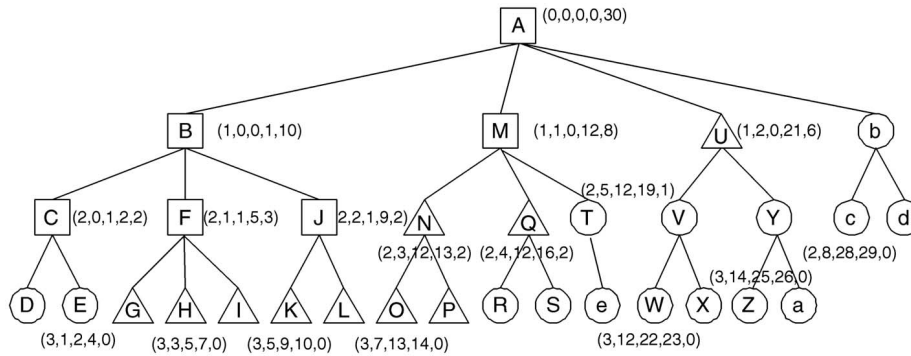 A (0,0,0,0,30)
B (1,0,0,1,10) M (1,1,0,12,8) U (1,2,0,21,6) b
(2,5,12,19,1)
C (2,0,1,2,2) F (2,1,1,5,3) J (2,2,1,9,2) N Q T V Y c d
(2,3,12,13,2) (2,4,12,16,2) (2,8,28,29,0)
(3,14,25,26,0)
D E G H I K L O P R S e W X Z a
(3,1,2,4,0) (3,3,5,7,0) (3,5,9,10,0) (3,7,13,14,0) (3,12,22,23,0)